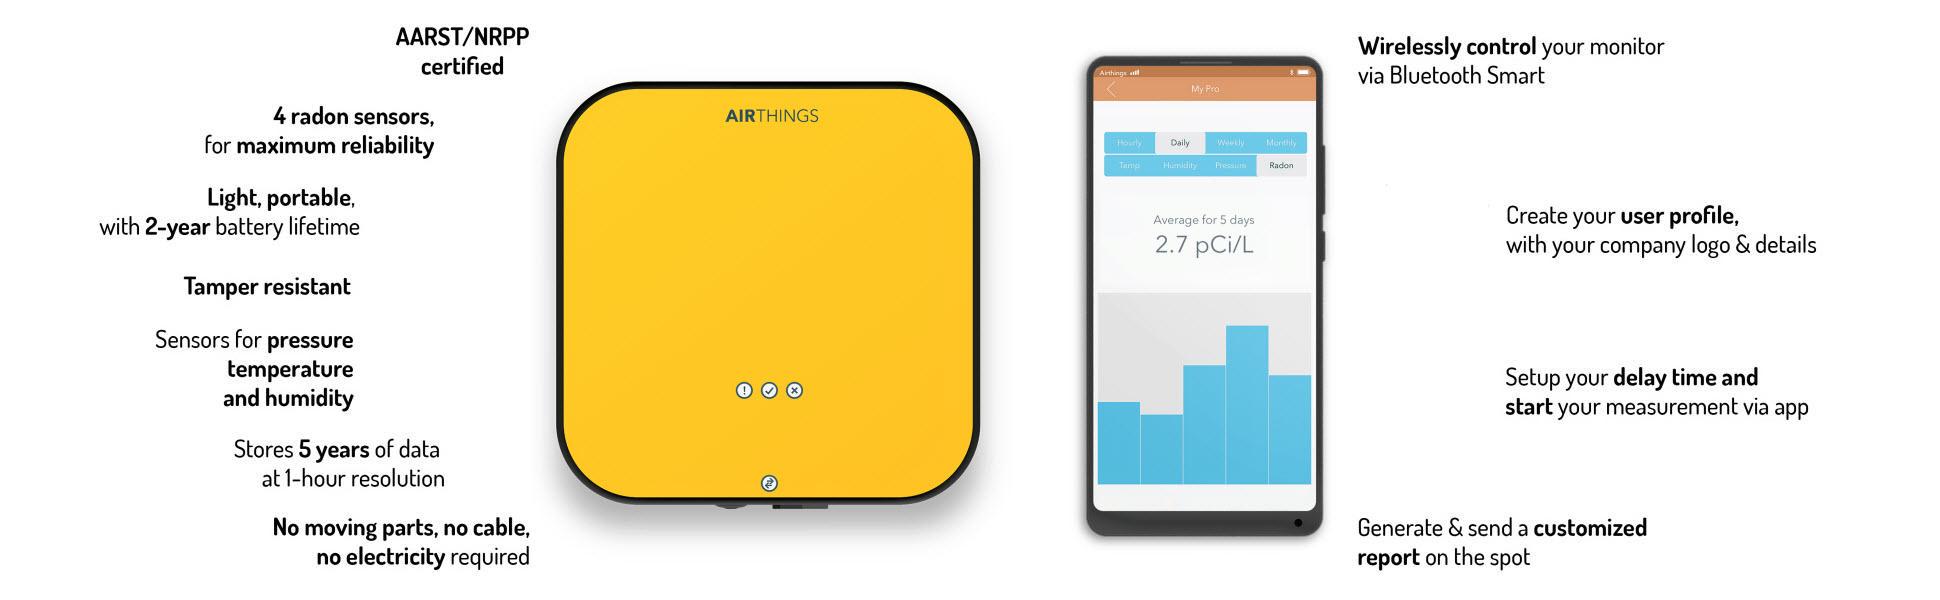 AARST/NRPP
certified
4 radon sensors,
for maximum reliability
Light, portable,
with 2-year battery lifetime
Tamper resistant
Sensors for pressure
temperature
and humidity
Stores 5 years of data
at 1-hour resolution
No moving parts, no cable,
no electricity required
AIRTHINGS
Airthings
My Pro
Hourly Daily Weekly Monthly
Temp Humidity Pressure Radon
Average for 5 days
2.7 pCi/L
Wirelessly control your monitor
via Bluetooth Smart
Create your user profile,
with your company logo & details
Setup your delay time and
start your measurement via app
Generate & send a customized
report on the spot